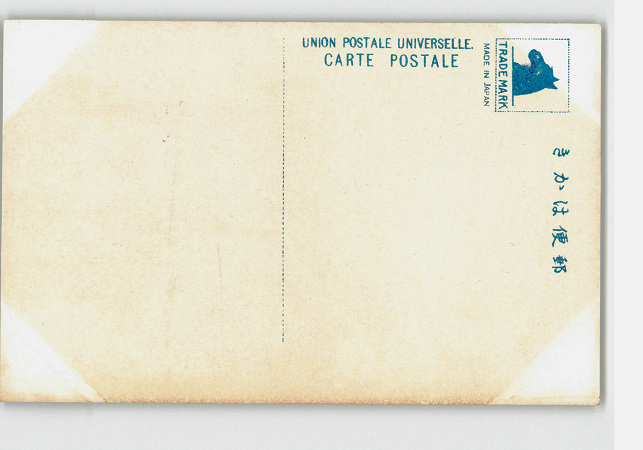 UNION POSTALE UNIVERSELLE.
CARTE POSTALE
MADE IN JAPAN
TRADE MARK
きかは便郵